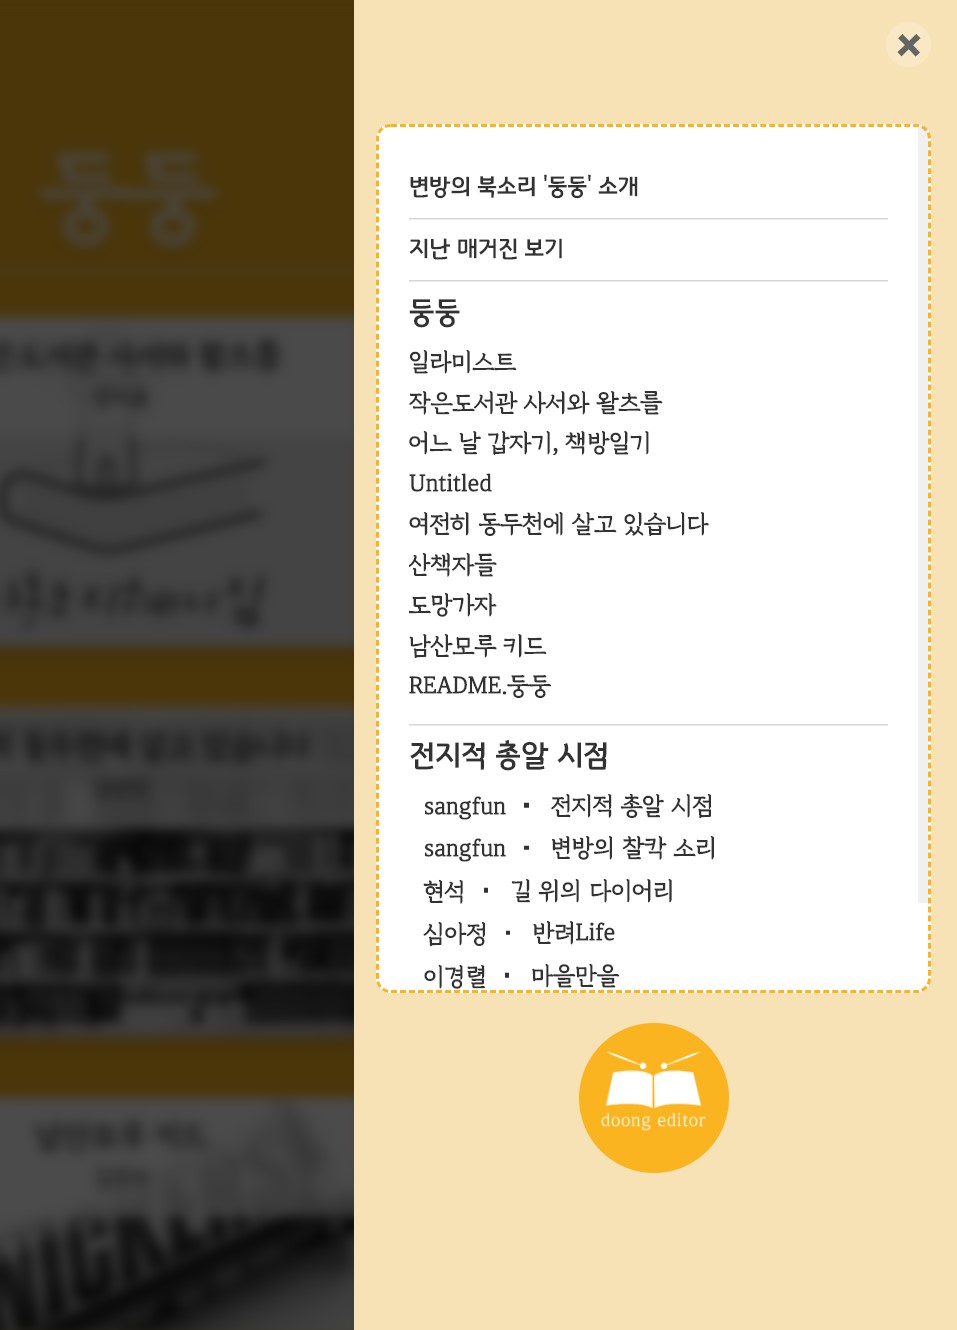 둥둥
변방의 북소리 '둥둥' 소개
지난 매거진 보기
둥둥
일라미스트
작은도서관 사서와 왈츠를
어느 날 갑자기, 책방일기
Untitled
여전히 동두천에 살고 있습니다
산책자들
도망가자
남산모루 키드
README.둥둥
전지적 총알 시점
sangfun ▪ 전지적 총알 시점
sangfun ▪ 변방의 찰칵 소리
현석 ▪ 길 위의 다이어리
심아정 ▪ 반려Life
이경렬 ▪ 마을만을
doong editor